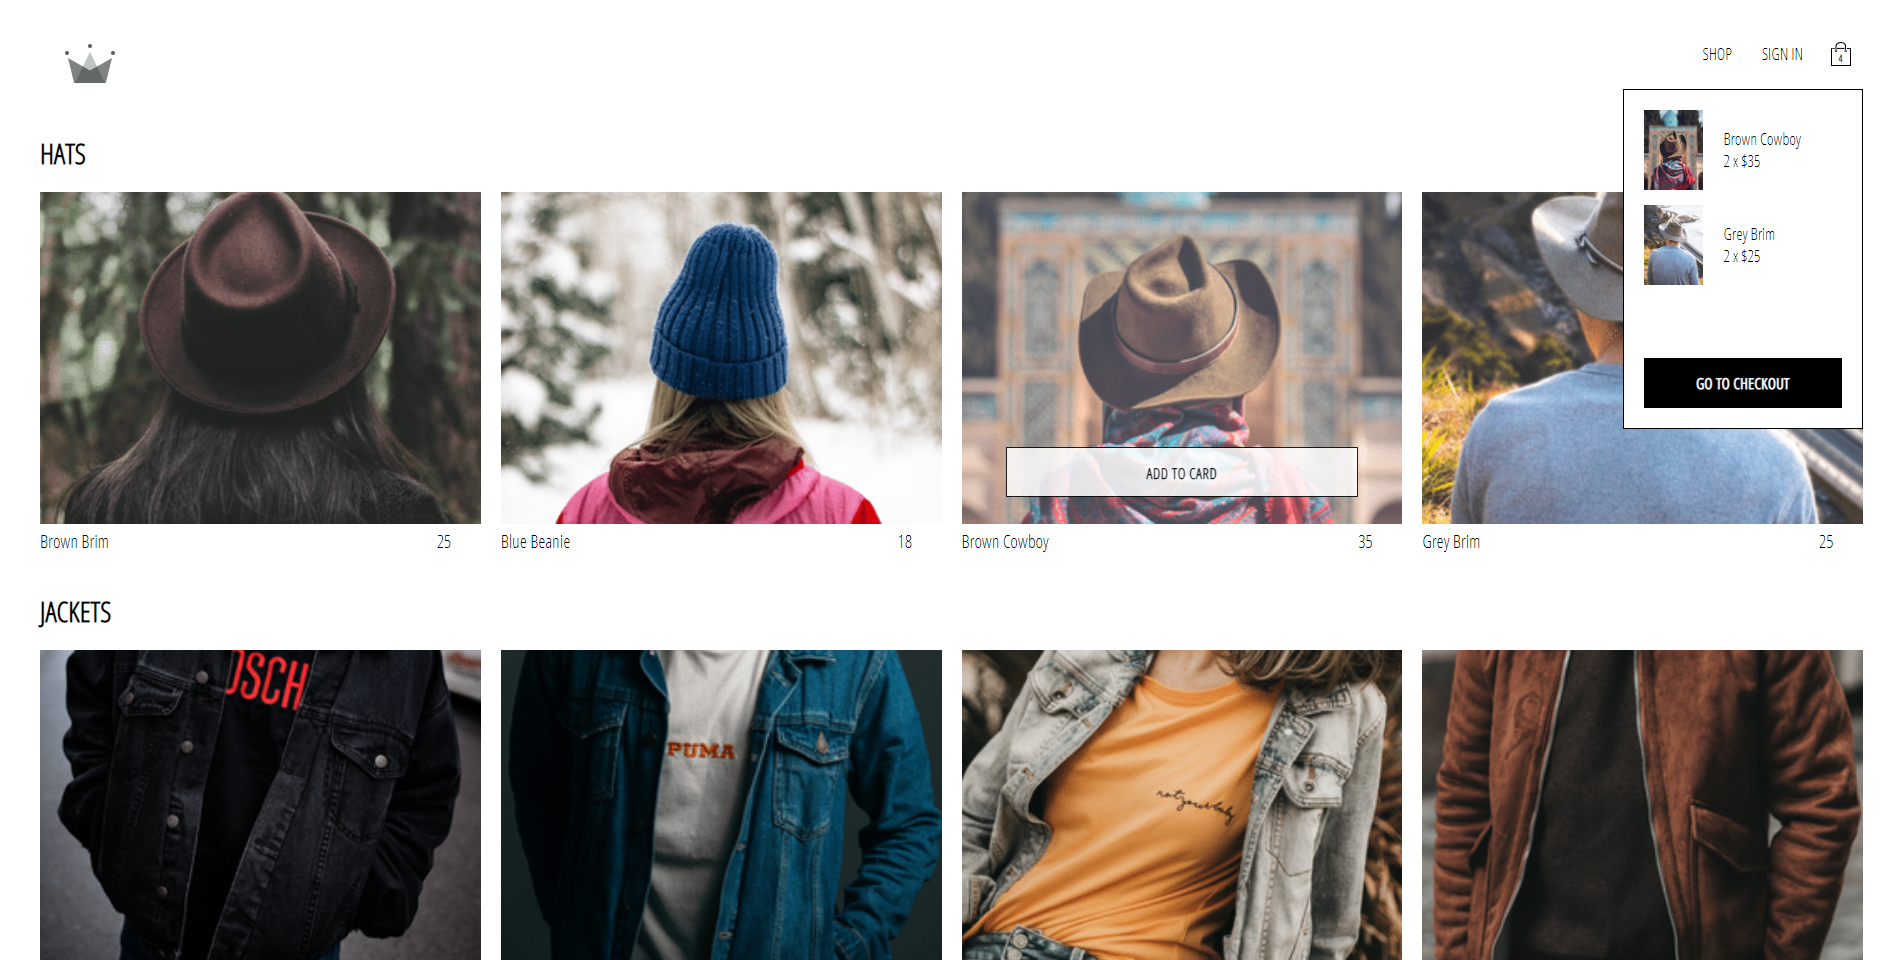 SHOP
SIGN IN
4
Brown Cowboy
2 x $35
Grey Brim
2 x $25
GO TO CHECKOUT
HATS
ADD TO CARD
Brown Brim 25
Blue Beanie 18
Brown Cowboy 35
Grey Brim 25
JACKETS
OSCH
PUMA
notyourbaby